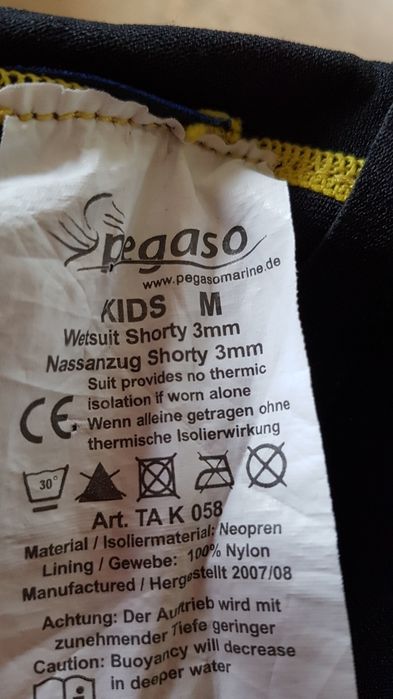 pegaso
www.pegasomarine.de
KIDS M
Wetsuit Shorty 3mm
Nassanzug Shorty 3mm
Suit provides no thermic
isolation if worn alone
CE Wenn alleine getragen ohne
thermische Isolierwirkung
30°
Art. TA K 058
Material / Isoliermaterial: Neopren
Lining / Gewebe: 100% Nylon
Manufactured / Hergestellt 2007/08
Achtung: Der Auftrieb wird mit
zunehmender Tiefe geringer
Caution: Buoyancy will decrease
in deeper water